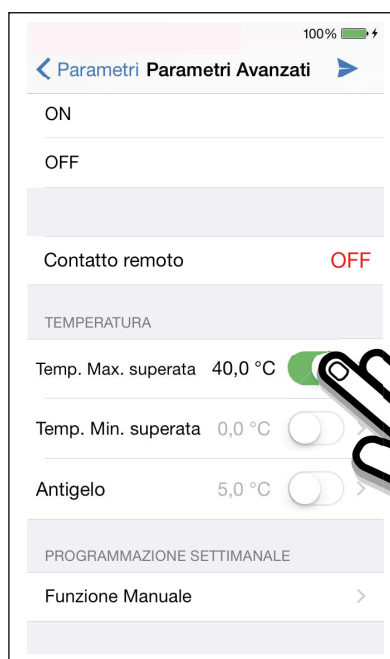 100%
Parametri Parametri Avanzati
ON
OFF
Contatto remoto OFF
TEMPERATURA
Temp. Max. superata 40,0 °C
Temp. Min. superata 0,0 °C
Antigelo 5,0 °C
PROGRAMMAZIONE SETTIMANALE
Funzione Manuale